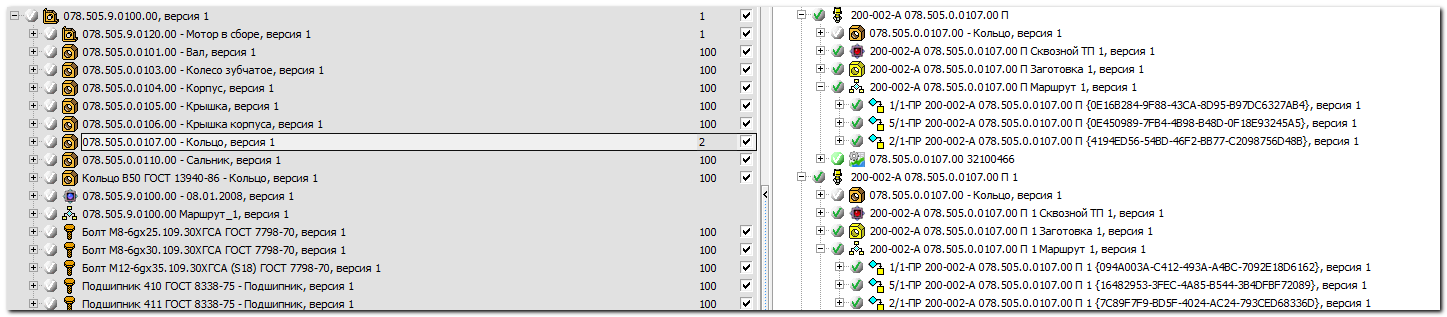 078.505.9.0100.00, версия 1 1
078.505.9.0120.00 - Мотор в сборе, версия 1 1
078.505.0.0101.00 - Вал, версия 1 100
078.505.0.0103.00 - Колесо зубчатое, версия 1 100
078.505.0.0104.00 - Корпус, версия 1 100
078.505.0.0105.00 - Крышка, версия 1 100
078.505.0.0106.00 - Крышка корпуса, версия 1 100
078.505.0.0107.00 - Кольцо, версия 1 2
078.505.0.0110.00 - Сальник, версия 1 100
Кольцо В50 ГОСТ 13940-86 - Кольцо, версия 1 100
078.505.9.0100.00 - 08.01.2008, версия 1
078.505.9.0100.00 Маршрут_1, версия 1
Болт М8-6gх25.109.30ХГСА ГОСТ 7798-70, версия 1 100
Болт М8-6gх30.109.30ХГСА ГОСТ 7798-70, версия 1 100
Болт М12-6gх35.109.30ХГСА (S18) ГОСТ 7798-70, версия 1 100
Подшипник 410 ГОСТ 8338-75 - Подшипник, версия 1 100
Подшипник 411 ГОСТ 8338-75 - Подшипник, версия 1 100
200-002-А 078.505.0.0107.00 П
078.505.0.0107.00 - Кольцо, версия 1
200-002-А 078.505.0.0107.00 П Сквозной ТП 1, версия 1
200-002-А 078.505.0.0107.00 П Заготовка 1, версия 1
200-002-А 078.505.0.0107.00 П Маршрут 1, версия 1
1/1-ПР 200-002-А 078.505.0.0107.00 П {0E16B284-9F88-43CA-8D95-B97DC6327AB4}, версия 1
5/1-ПР 200-002-А 078.505.0.0107.00 П {0E450989-7FB4-4B98-B48D-0F18E93245A5}, версия 1
2/1-ПР 200-002-А 078.505.0.0107.00 П {4194ED56-54BD-46F2-BB77-C2098756D48B}, версия 1
078.505.0.0107.00 32100466
200-002-А 078.505.0.0107.00 П 1
078.505.0.0107.00 - Кольцо, версия 1
200-002-А 078.505.0.0107.00 П 1 Сквозной ТП 1, версия 1
200-002-А 078.505.0.0107.00 П 1 Заготовка 1, версия 1
200-002-А 078.505.0.0107.00 П 1 Маршрут 1, версия 1
1/1-ПР 200-002-А 078.505.0.0107.00 П 1 {094A003A-C412-493A-A4BC-7092E18D6162}, версия 1
5/1-ПР 200-002-А 078.505.0.0107.00 П 1 {16482953-3FEC-4A85-B544-3B4DFBF72089}, версия 1
2/1-ПР 200-002-А 078.505.0.0107.00 П 1 {7C89F7F9-BD5F-4024-AC24-793CED68336D}, версия 1